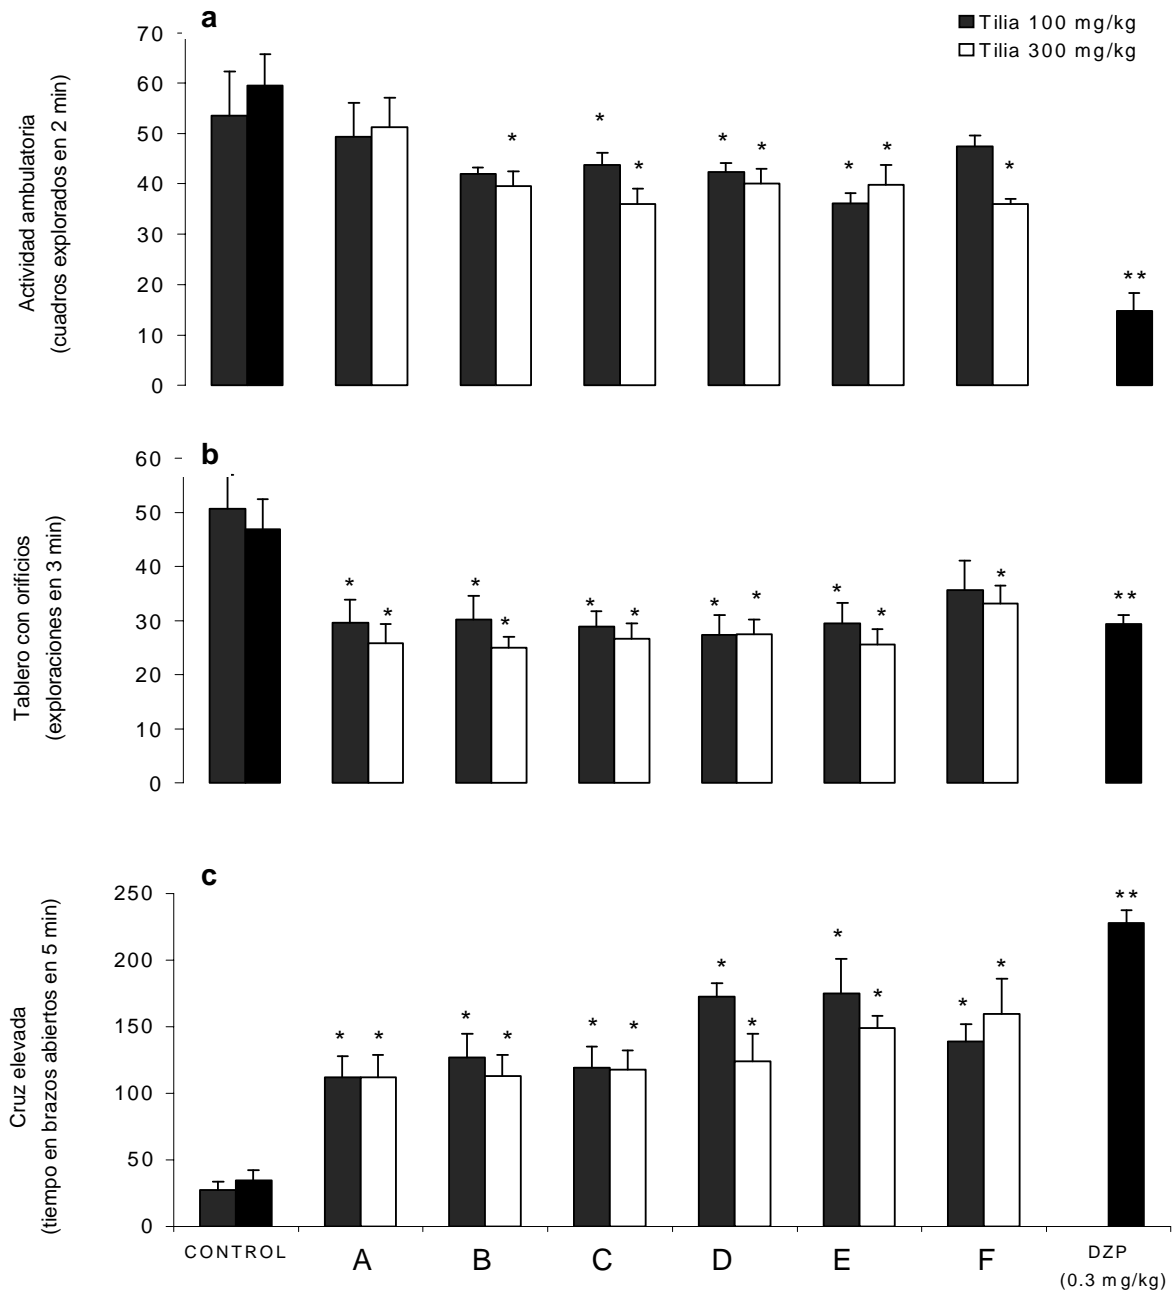 a
Tilia 100 mg/kg
Tilia 300 mg/kg
Actividad ambulatoria
(cuadros explorados en 2 min)
70
60
50
40
30
20
10
0
* * * * * * * * * **
b
Tablero con orificios
(exploraciones en 3 min)
60
50
40
30
20
10
0
* * * * * * * * * * * **
c
Cruz elevada
(tiempo en brazos abiertos en 5 min)
250
200
150
100
50
0
* * * * * * * * * * * * **
CONTROL A B C D E F DZP
(0.3 mg/kg)